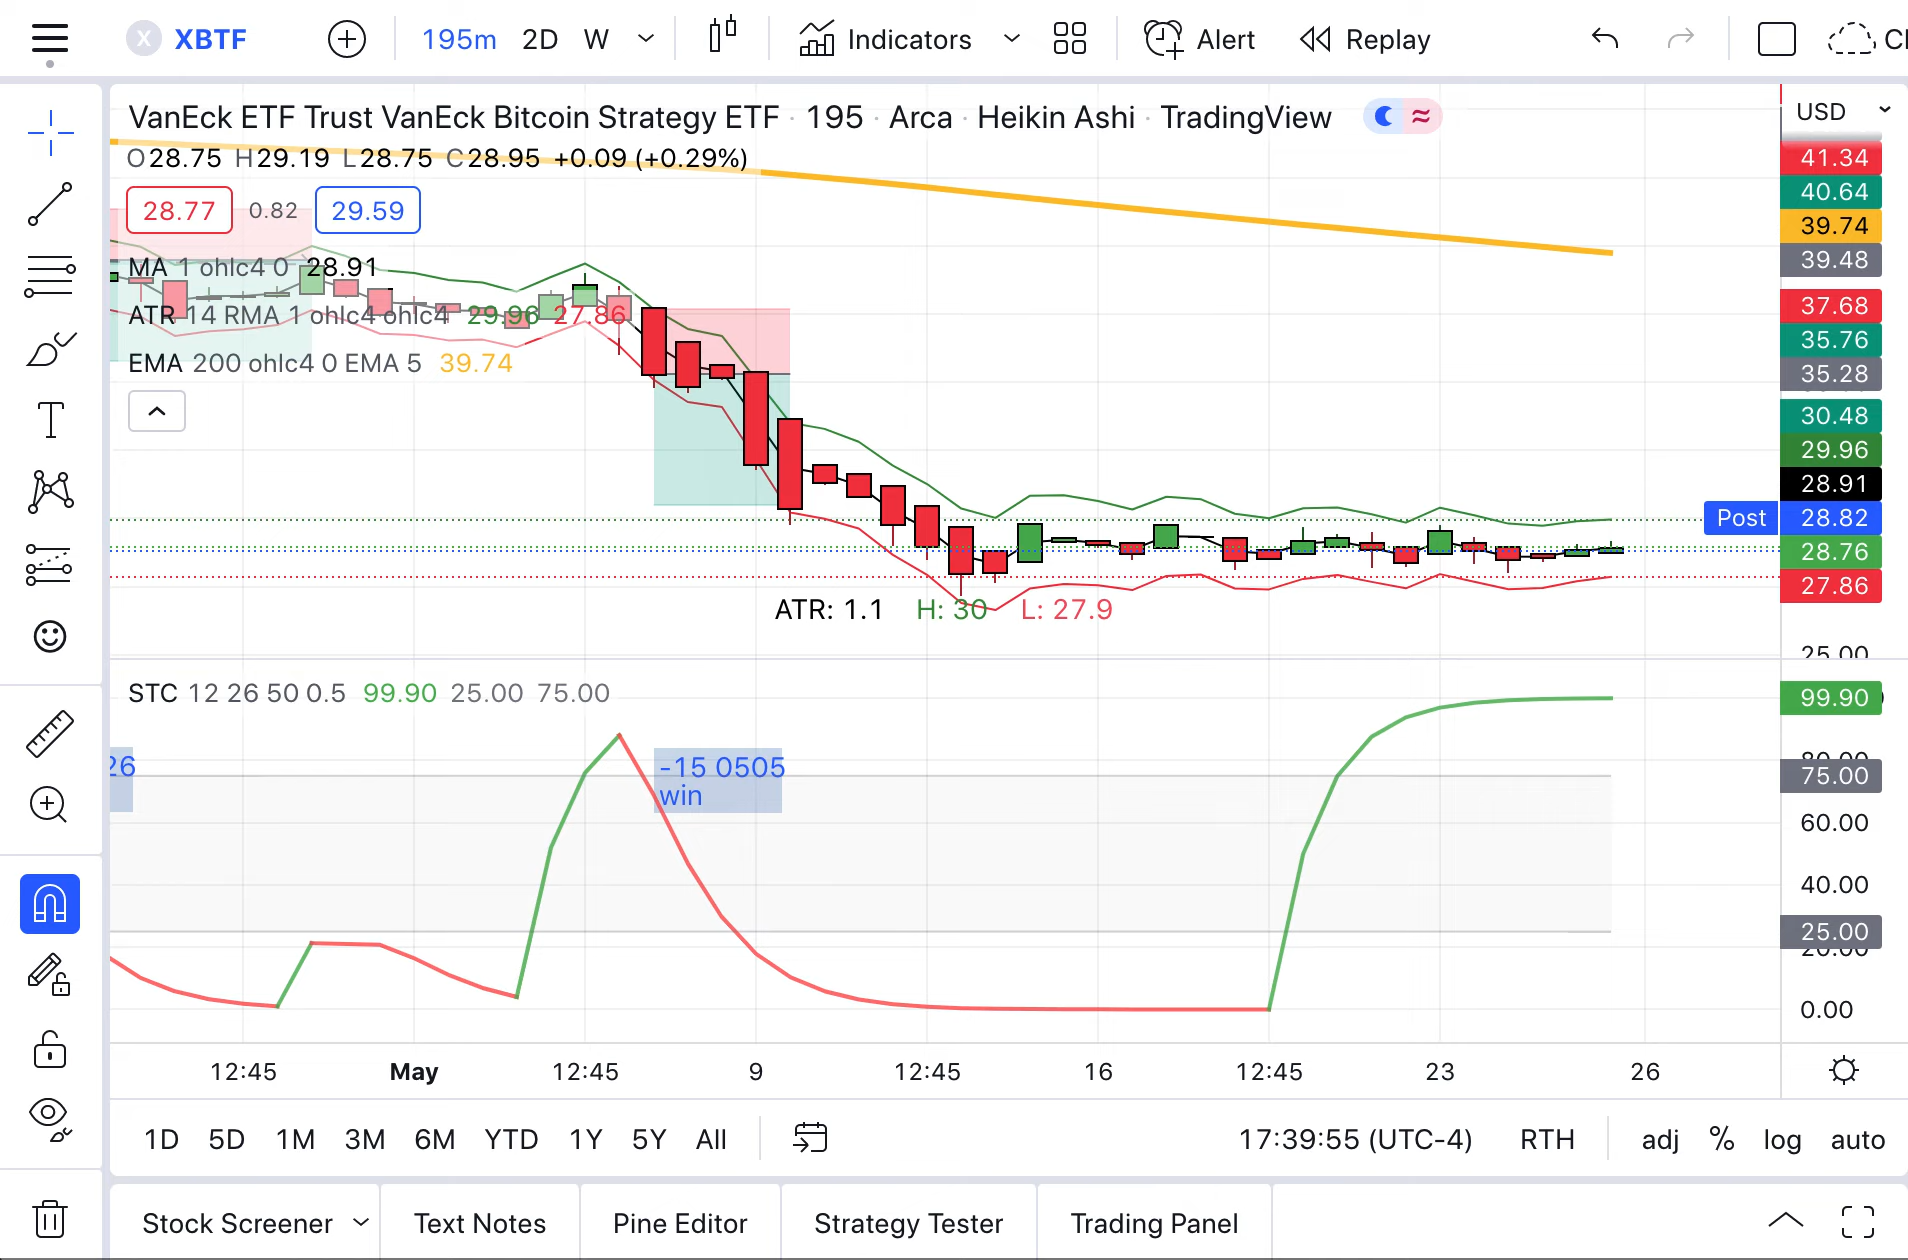 X XBTF 195m 2D W Indicators Alert Replay
VanEck ETF Trust VanEck Bitcoin Strategy ETF · 195 · Arca · Heikin Ashi · TradingView
O28.75 H29.19 L28.75 C28.95 +0.09 (+0.29%)
28.77 0.82 29.59
MA 1 ohlc4 0 28.91
ATR 14 RMA 1 ohlc4 ohlc4 29.96 27.86
EMA 200 ohlc4 0 EMA 5 39.74
USD
41.34
40.64
39.74
39.48
37.68
35.76
35.28
30.48
29.96
28.91
Post 28.82
28.76
27.86
25.00
ATR: 1.1 H: 30 L: 27.9
STC 12 26 50 0.5 99.90 25.00 75.00
26
-15 0505
win
99.90
80.00
75.00
60.00
40.00
25.00
20.00
0.00
12:45 May 12:45 9 12:45 16 12:45 23 26
1D 5D 1M 3M 6M YTD 1Y 5Y All 17:39:55 (UTC-4) RTH adj % log auto
Stock Screener Text Notes Pine Editor Strategy Tester Trading Panel